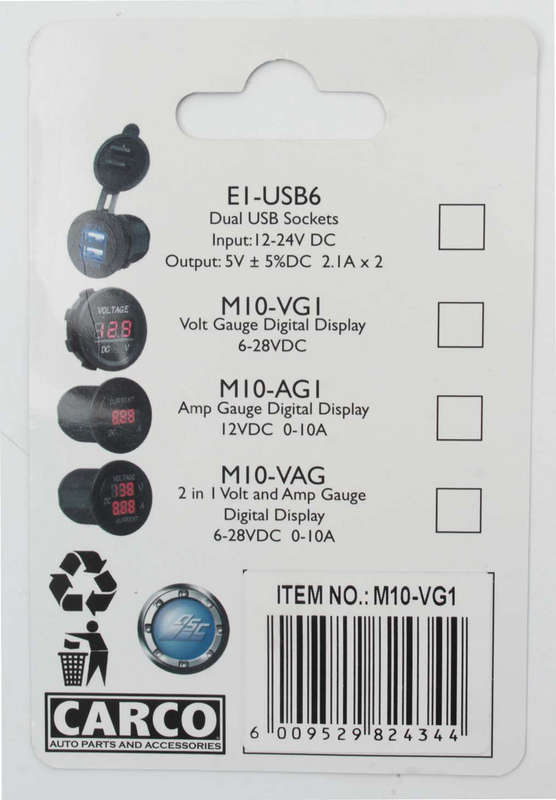 E1-USB6
Dual USB Sockets
Input:12-24V DC
Output: 5V ± 5%DC 2.1A x 2
VOLTAGE
DC V
M10-VG1
Volt Gauge Digital Display
6-28VDC
CURRENT
M10-AG1
Amp Gauge Digital Display
12VDC 0-10A
VOLTAGE
CURRENT
M10-VAG
2 in 1 Volt and Amp Gauge
Digital Display
6-28VDC 0-10A
ITEM NO.: M10-VG1
6 009529 824344
CARCO
AUTO PARTS AND ACCESSORIES